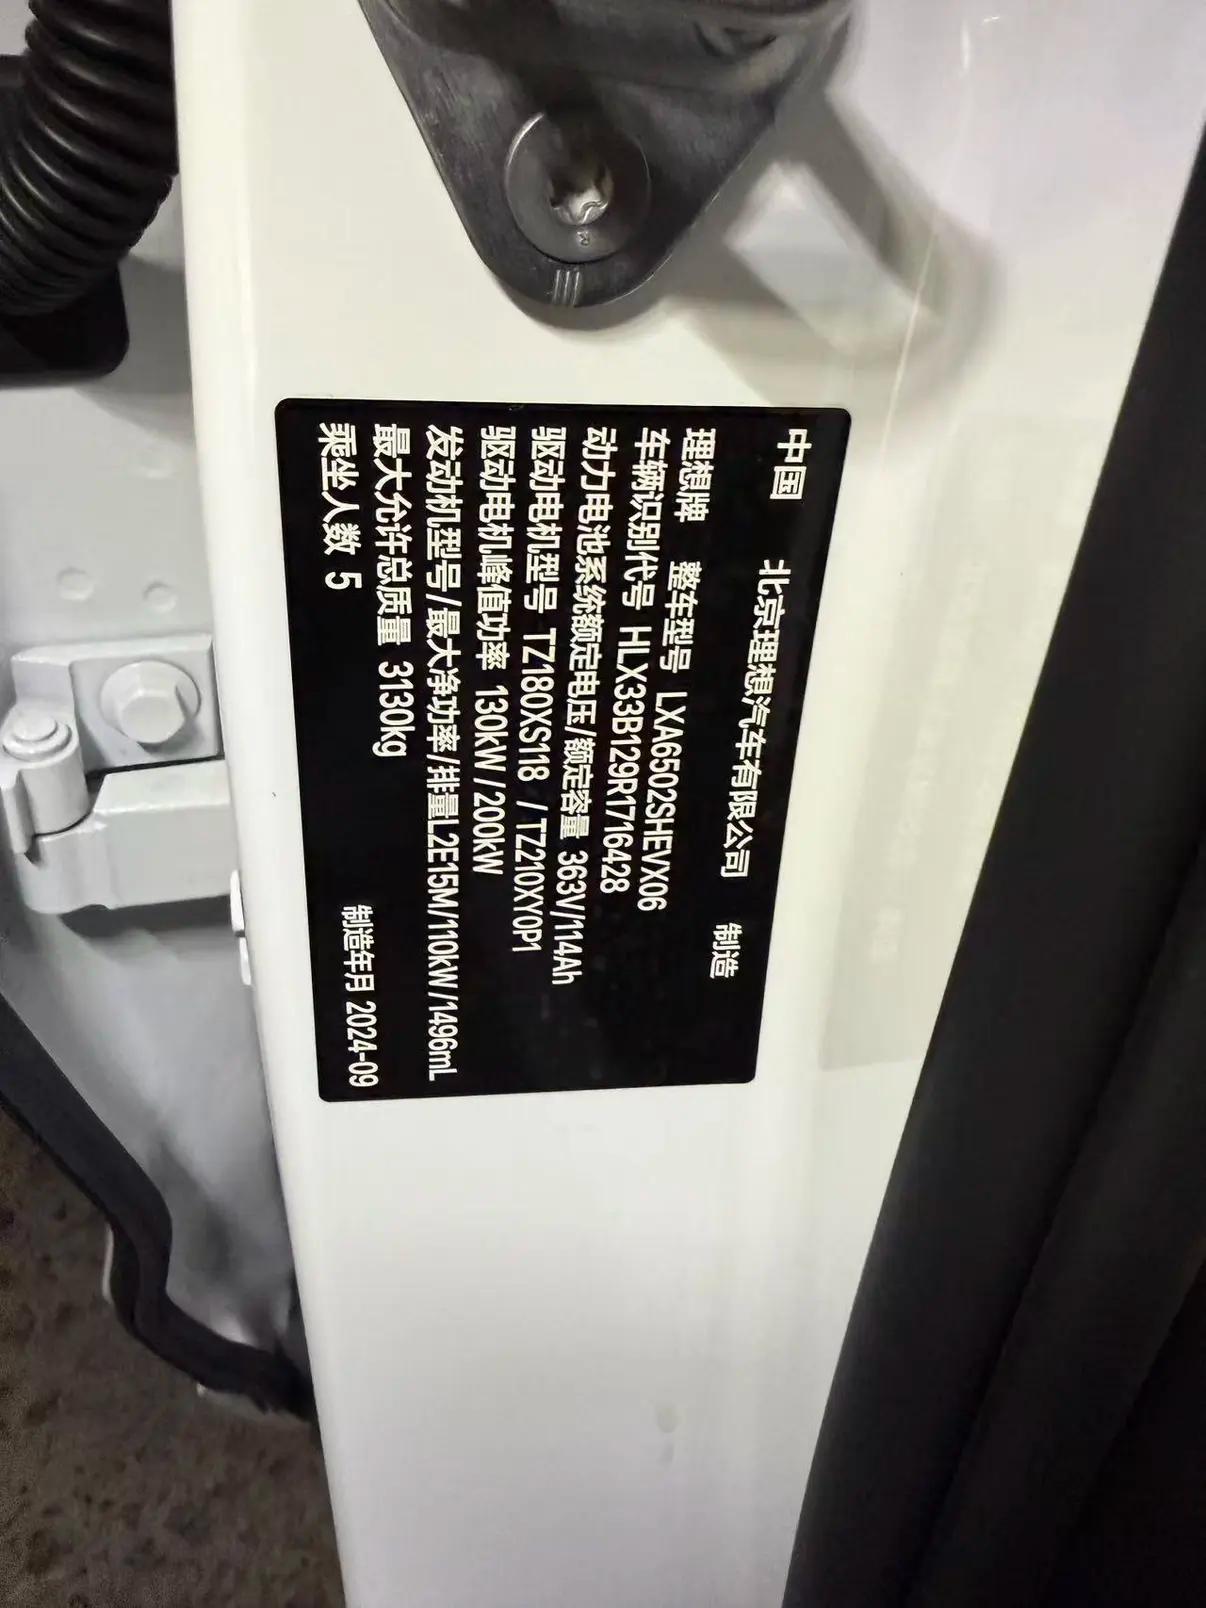 中国 北京理想汽车有限公司 制造
理想牌 整车型号 LXA6502SHEVX06
车辆识别代号 HLX33B129R1716428
动力电池系统额定电压/额定容量 363V/114Ah
驱动电机型号 TZ180XS118 /TZ210XY0P1
驱动电机峰值功率 130kW/200kW
发动机型号/最大净功率/排量L2E15M/110kW/1496mL
最大允许总质量 3130kg
乘坐人数 5 制造年月 2024-09